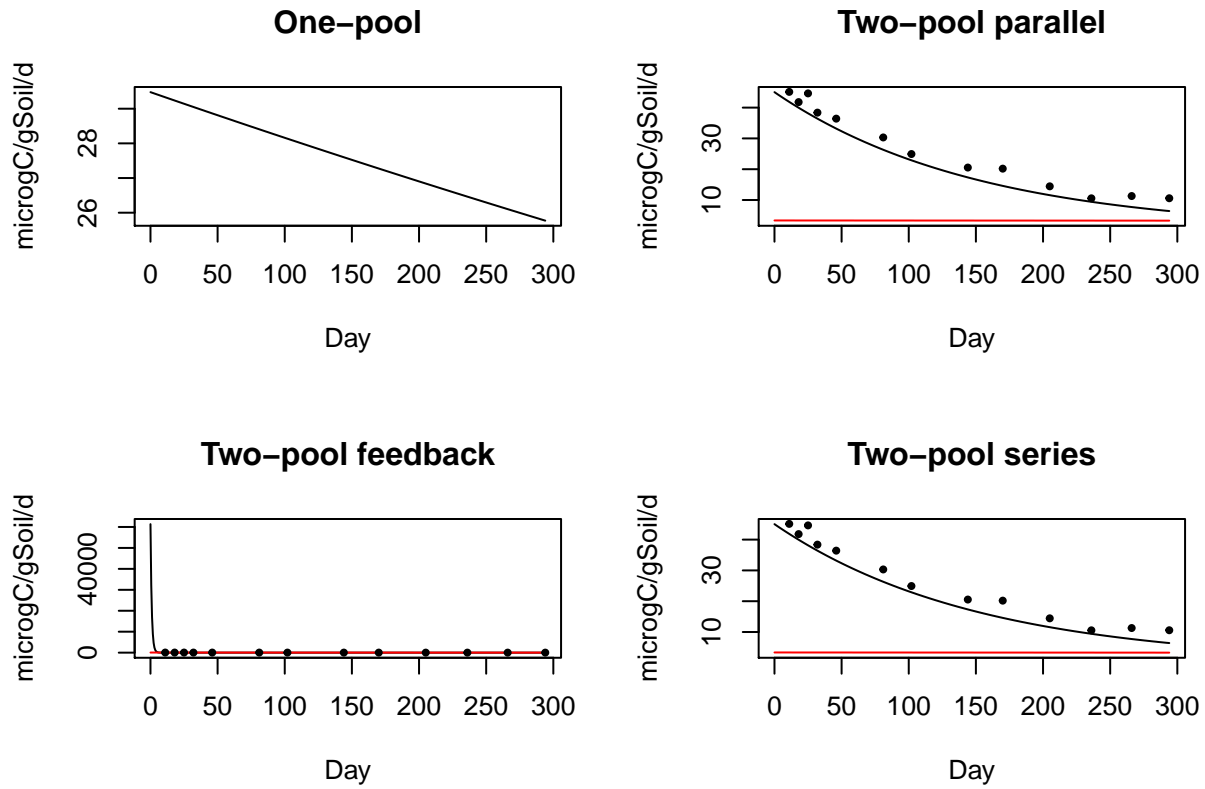 One−pool
microgC/gSoil/d
28
26
0 50 100 150 200 250 300
Day
Two−pool parallel
microgC/gSoil/d
30
10
0 50 100 150 200 250 300
Day
Two−pool feedback
microgC/gSoil/d
40000
0
0 50 100 150 200 250 300
Day
Two−pool series
microgC/gSoil/d
30
10
0 50 100 150 200 250 300
Day